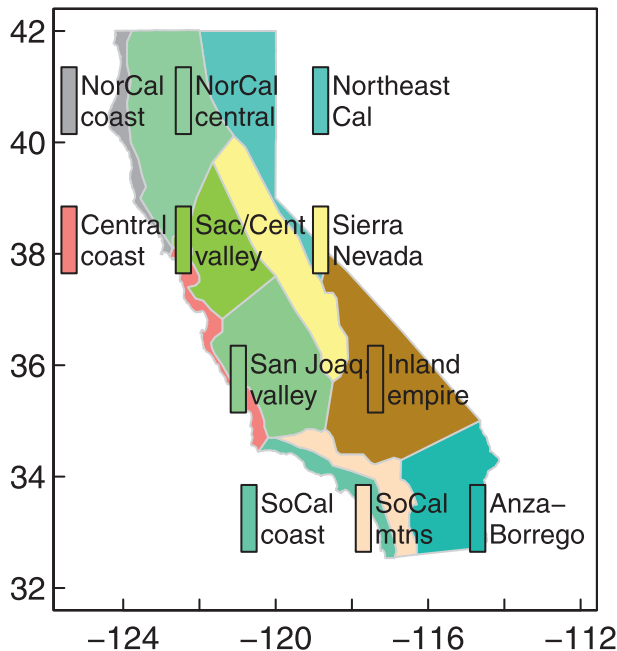 42
NorCal coast
NorCal central
Northeast Cal
40
Central coast
Sac/Cent valley
Sierra Nevada
38
36
San Joaq. valley
Inland empire
34
SoCal coast
SoCal mtns
Anza–Borrego
32
−124 −120 −116 −112